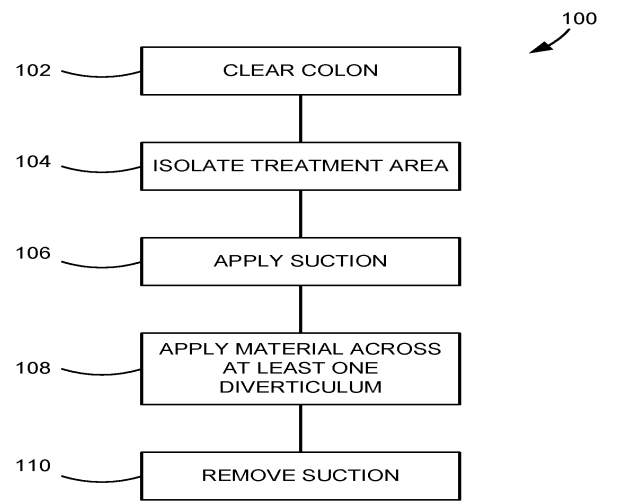 100
102
CLEAR COLON
104
ISOLATE TREATMENT AREA
106
APPLY SUCTION
108
APPLY MATERIAL ACROSS
AT LEAST ONE
DIVERTICULUM
110
REMOVE SUCTION